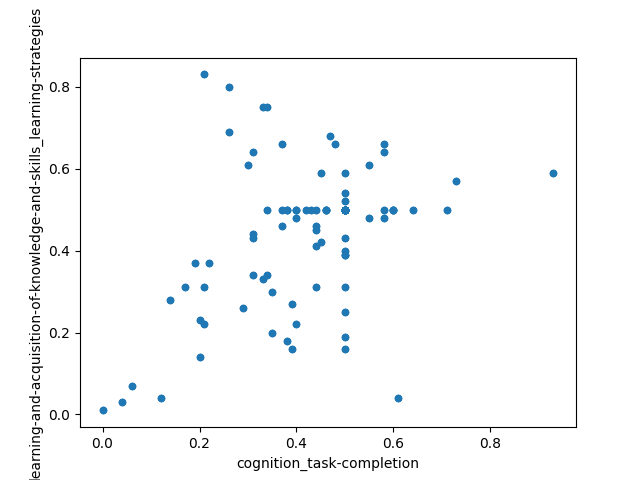 learning-and-acquisition-of-knowledge-and-skills_learning-strategies
0.8
0.6
0.4
0.2
0.0
0.0 0.2 0.4 0.6 0.8
cognition_task-completion